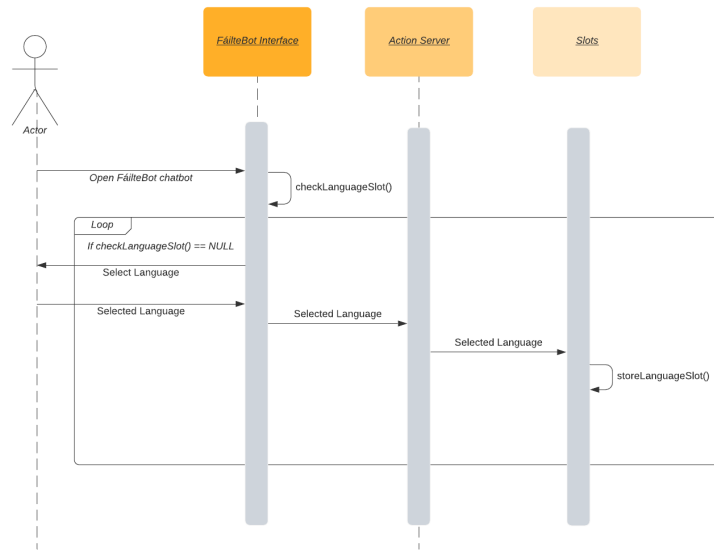 FáilteBot Interface
Action Server
Slots
Actor
Open FáilteBot chatbot
checkLanguageSlot()
Loop
If checkLanguageSlot() == NULL
Select Language
Selected Language
Selected Language
Selected Language
storeLanguageSlot()